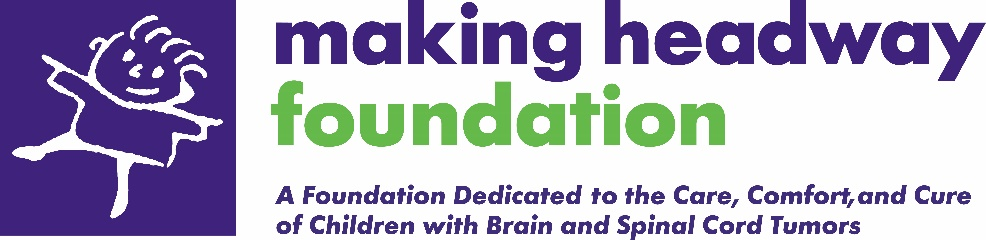 making headway
foundation
A Foundation Dedicated to the Care, Comfort, and Cure
of Children with Brain and Spinal Cord Tumors